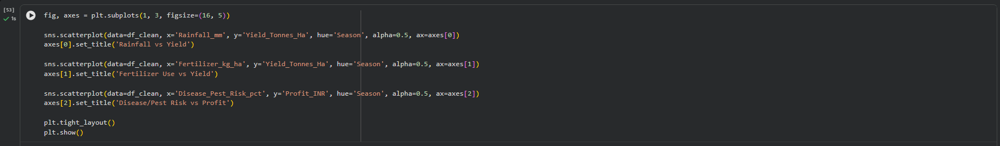 [53]
1s
fig, axes = plt.subplots(1, 3, figsize=(16, 5))
sns.scatterplot(data=df_clean, x='Rainfall_mm', y='Yield_Tonnes_Ha', hue='Season', alpha=0.5, ax=axes[0])
axes[0].set_title('Rainfall vs Yield')
sns.scatterplot(data=df_clean, x='Fertilizer_kg_ha', y='Yield_Tonnes_Ha', hue='Season', alpha=0.5, ax=axes[1])
axes[1].set_title('Fertilizer Use vs Yield')
sns.scatterplot(data=df_clean, x='Disease_Pest_Risk_pct', y='Profit_INR', hue='Season', alpha=0.5, ax=axes[2])
axes[2].set_title('Disease/Pest Risk vs Profit')
plt.tight_layout()
plt.show()